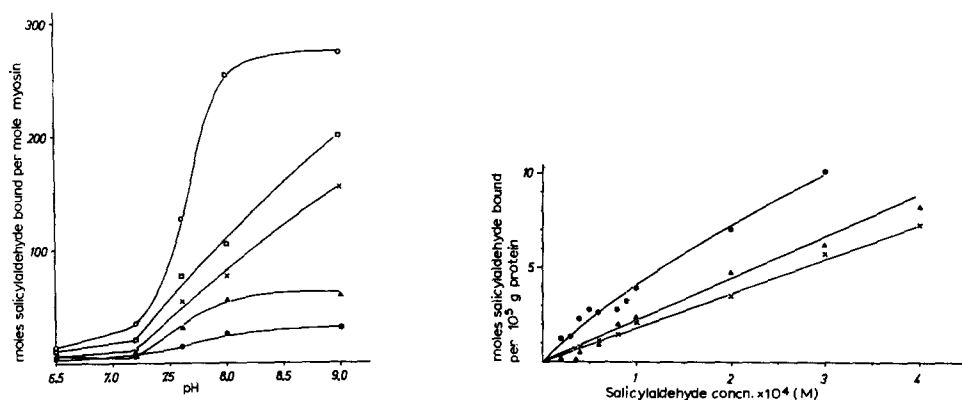 300
200
100
moles salicylaldehyde bound per mole myosin
6.5 7.0 7.5 8.0 8.5 9.0
pH
10
5
moles salicylaldehyde bound
per 10⁵ g protein
1 2 3 4
Salicylaldehyde concn. ×10⁴ (M)